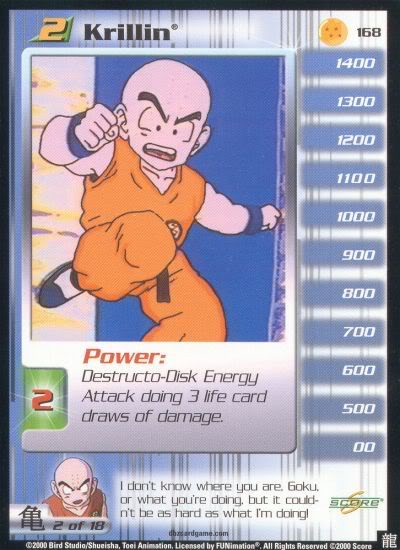 2 Krillin® 168
1400
1300
1200
1100
1000
900
800
700
600
500
00
Power:
2
Destructo-Disk Energy
Attack doing 3 life card
draws of damage.
I don't know where you are, Goku,
or what you're doing, but it could-
n't be as hard as what I'm doing!
亀 2 of 18
SCORE
dbzcardgame.com
龍
©2000 Bird Studio/Shueisha, Toei Animation. Licensed by FUNimation®. All Rights Reserved ©2000 Score